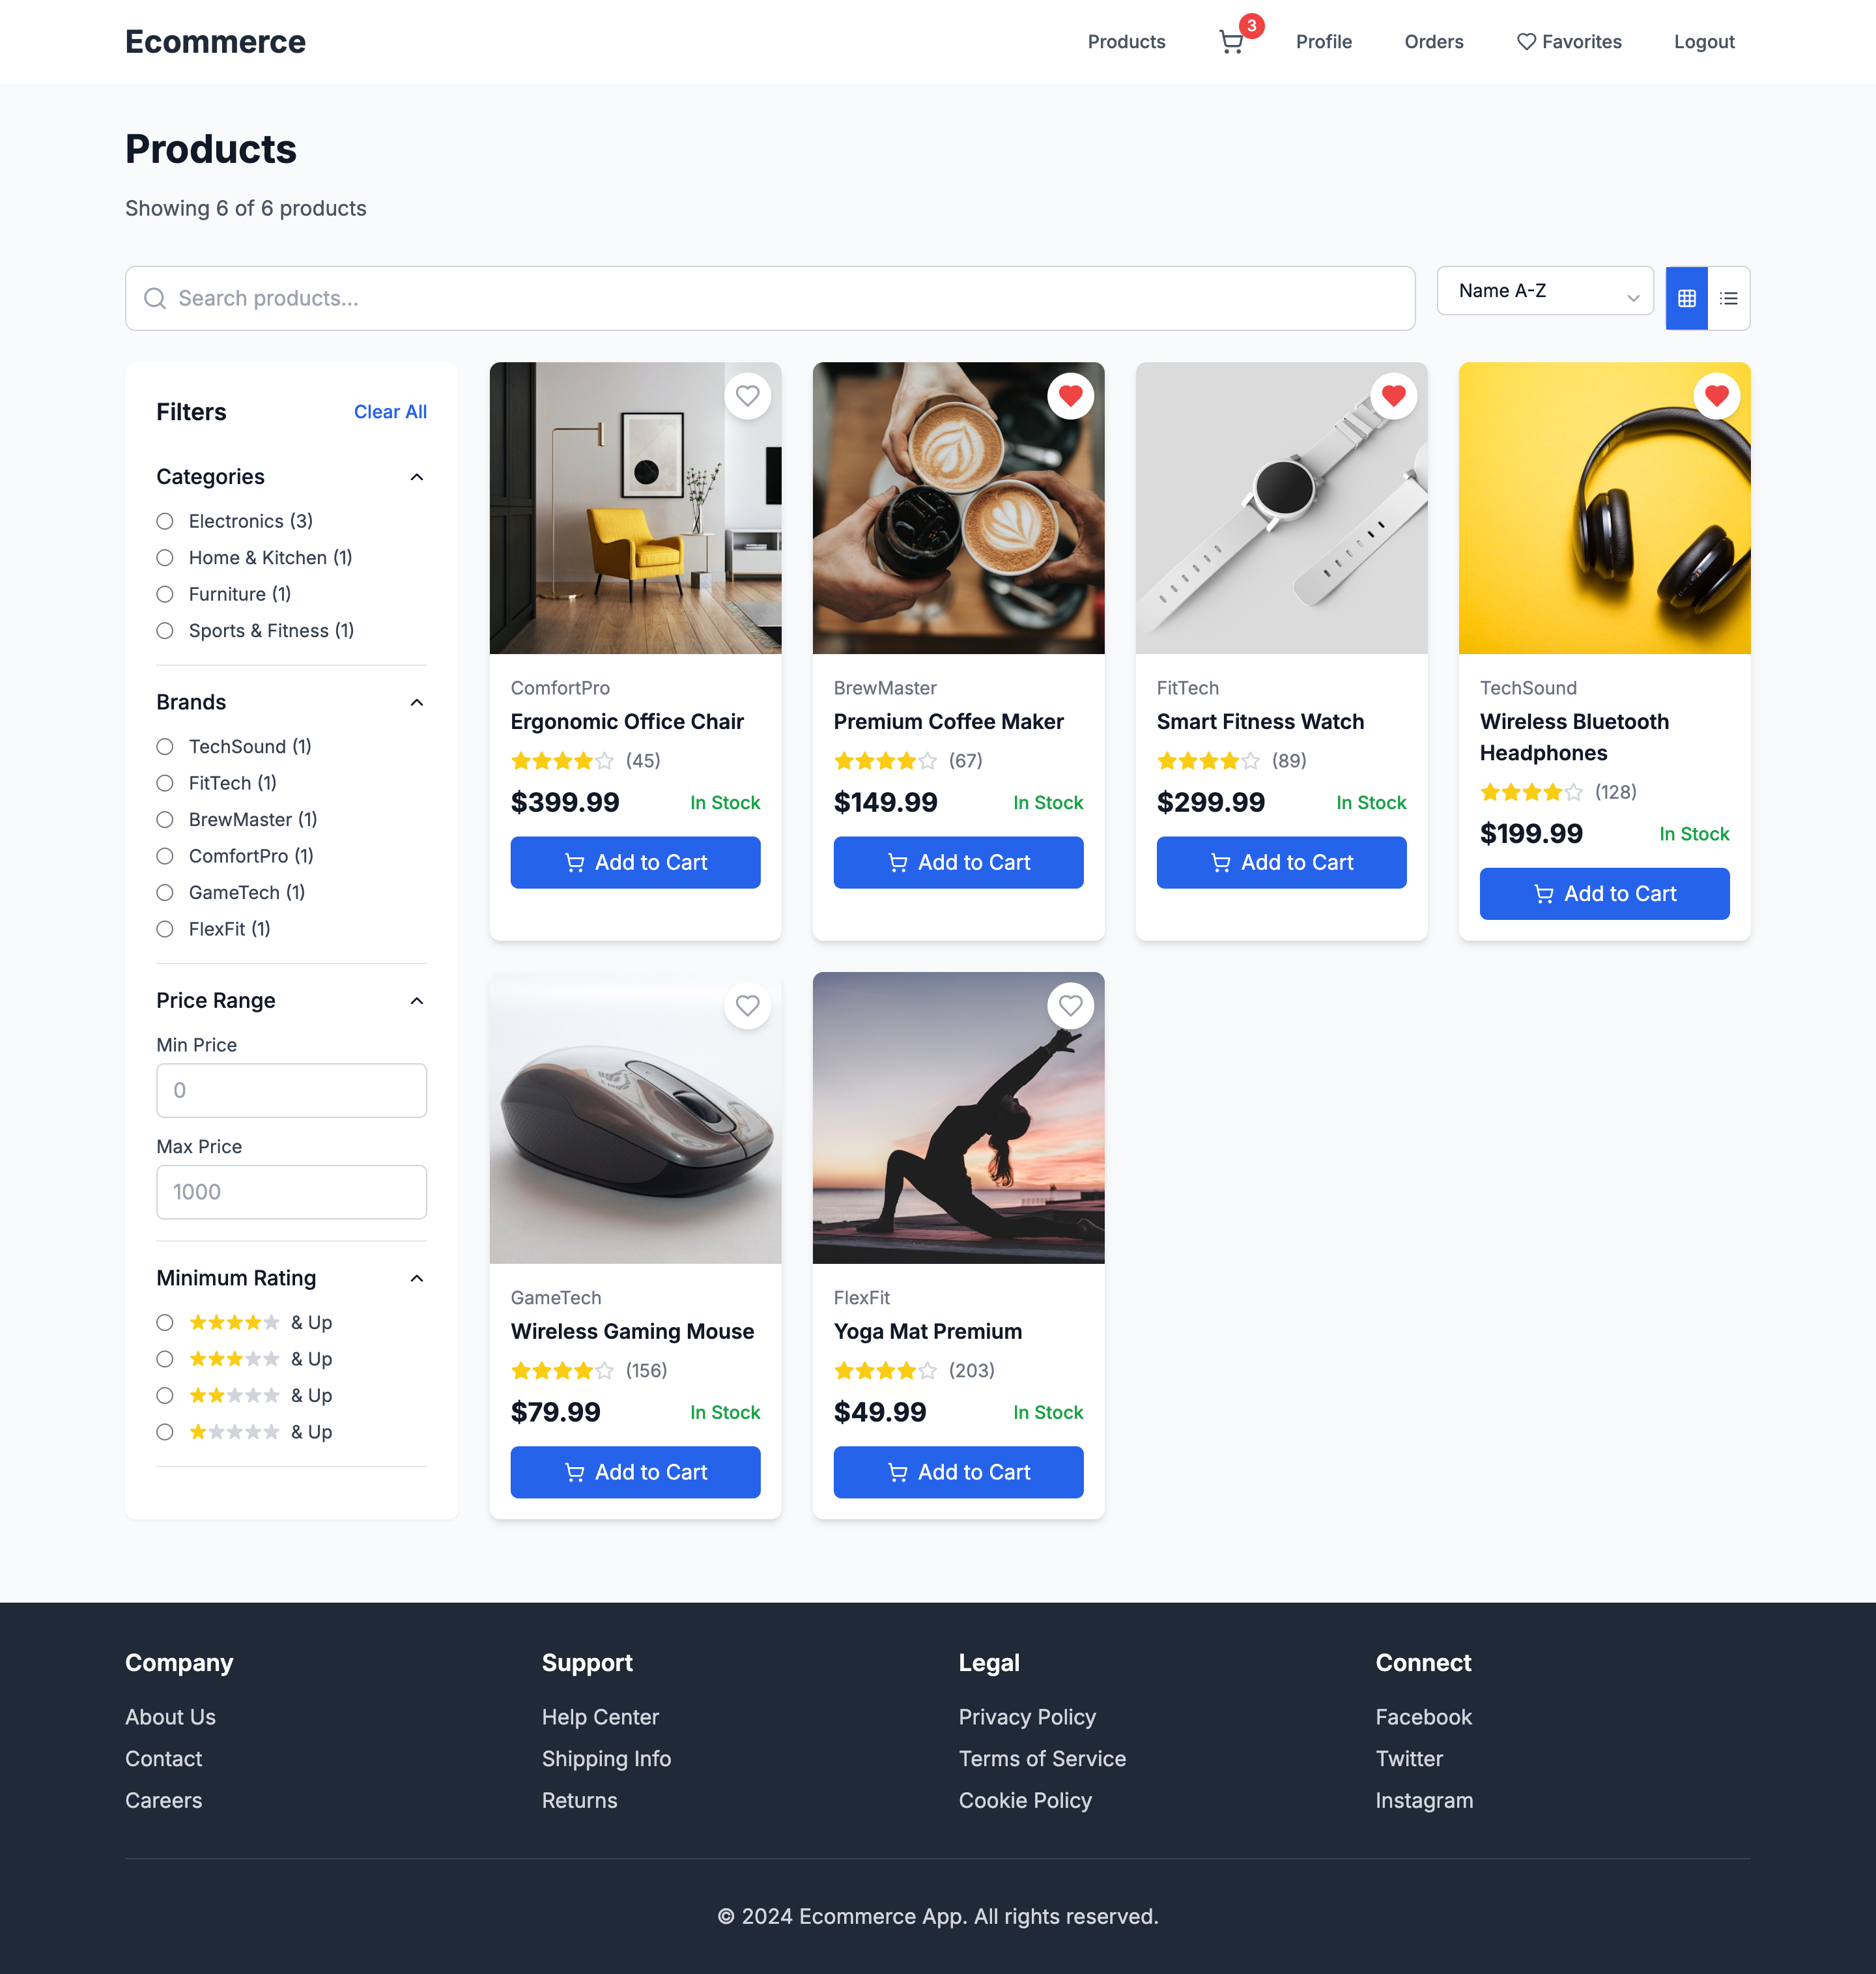 Ecommerce
Products
3
Profile
Orders
Favorites
Logout
Products
Showing 6 of 6 products
Search products...
Name A-Z
Filters
Clear All
Categories
Electronics (3)
Home & Kitchen (1)
Furniture (1)
Sports & Fitness (1)
Brands
TechSound (1)
FitTech (1)
BrewMaster (1)
ComfortPro (1)
GameTech (1)
FlexFit (1)
Price Range
Min Price
0
Max Price
1000
Minimum Rating
& Up
& Up
& Up
& Up
ComfortPro
Ergonomic Office Chair
(45)
$399.99
In Stock
Add to Cart
BrewMaster
Premium Coffee Maker
(67)
$149.99
In Stock
Add to Cart
FitTech
Smart Fitness Watch
(89)
$299.99
In Stock
Add to Cart
TechSound
Wireless Bluetooth
Headphones
(128)
$199.99
In Stock
Add to Cart
GameTech
Wireless Gaming Mouse
(156)
$79.99
In Stock
Add to Cart
FlexFit
Yoga Mat Premium
(203)
$49.99
In Stock
Add to Cart
Company
About Us
Contact
Careers
Support
Help Center
Shipping Info
Returns
Legal
Privacy Policy
Terms of Service
Cookie Policy
Connect
Facebook
Twitter
Instagram
© 2024 Ecommerce App. All rights reserved.